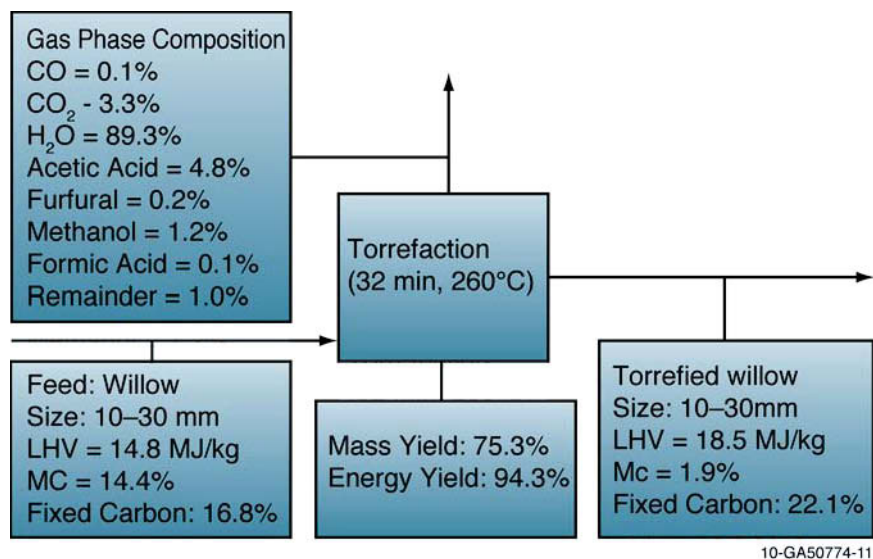 Gas Phase Composition
CO = 0.1%
CO₂ - 3.3%
H₂O = 89.3%
Acetic Acid = 4.8%
Furfural = 0.2%
Methanol = 1.2%
Formic Acid = 0.1%
Remainder = 1.0%
Torrefaction
(32 min, 260°C)
Feed: Willow
Size: 10–30 mm
LHV = 14.8 MJ/kg
MC = 14.4%
Fixed Carbon: 16.8%
Mass Yield: 75.3%
Energy Yield: 94.3%
Torrefied willow
Size: 10–30mm
LHV = 18.5 MJ/kg
Mc = 1.9%
Fixed Carbon: 22.1%
10-GA50774-11